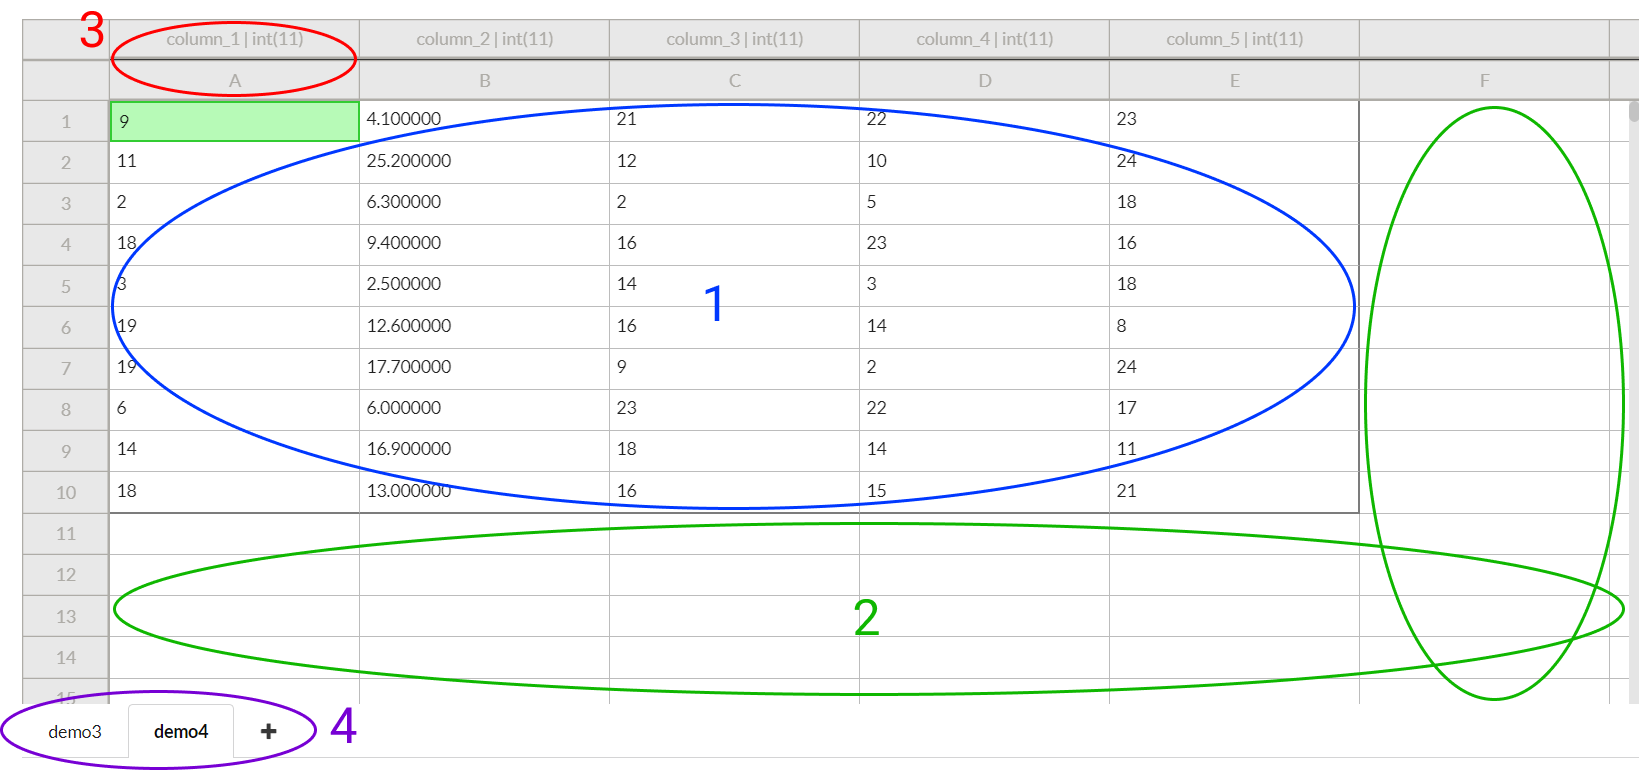 3
column_1 | int(11) column_2 | int(11) column_3 | int(11) column_4 | int(11) column_5 | int(11)
A B C D E F
1 9 4.100000 21 22 23
2 11 25.200000 12 10 24
3 2 6.300000 2 5 18
4 18 9.400000 16 23 16
5 3 2.500000 14 3 18
1
6 19 12.600000 16 14 8
7 19 17.700000 9 2 24
8 6 6.000000 23 22 17
9 14 16.900000 18 14 11
10 18 13.000000 16 15 21
11
12
13
2
14
15
demo3 demo4 +
4